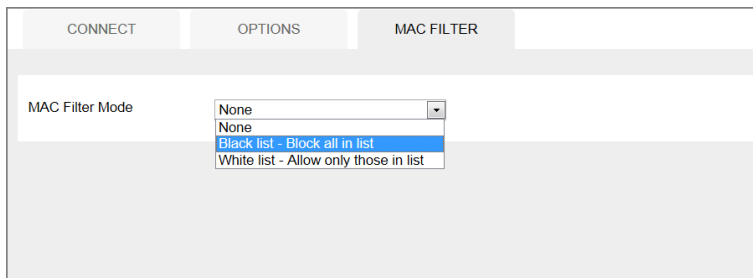 CONNECT OPTIONS MAC FILTER
MAC Filter Mode None
None
Black list - Block all in list
White list - Allow only those in list